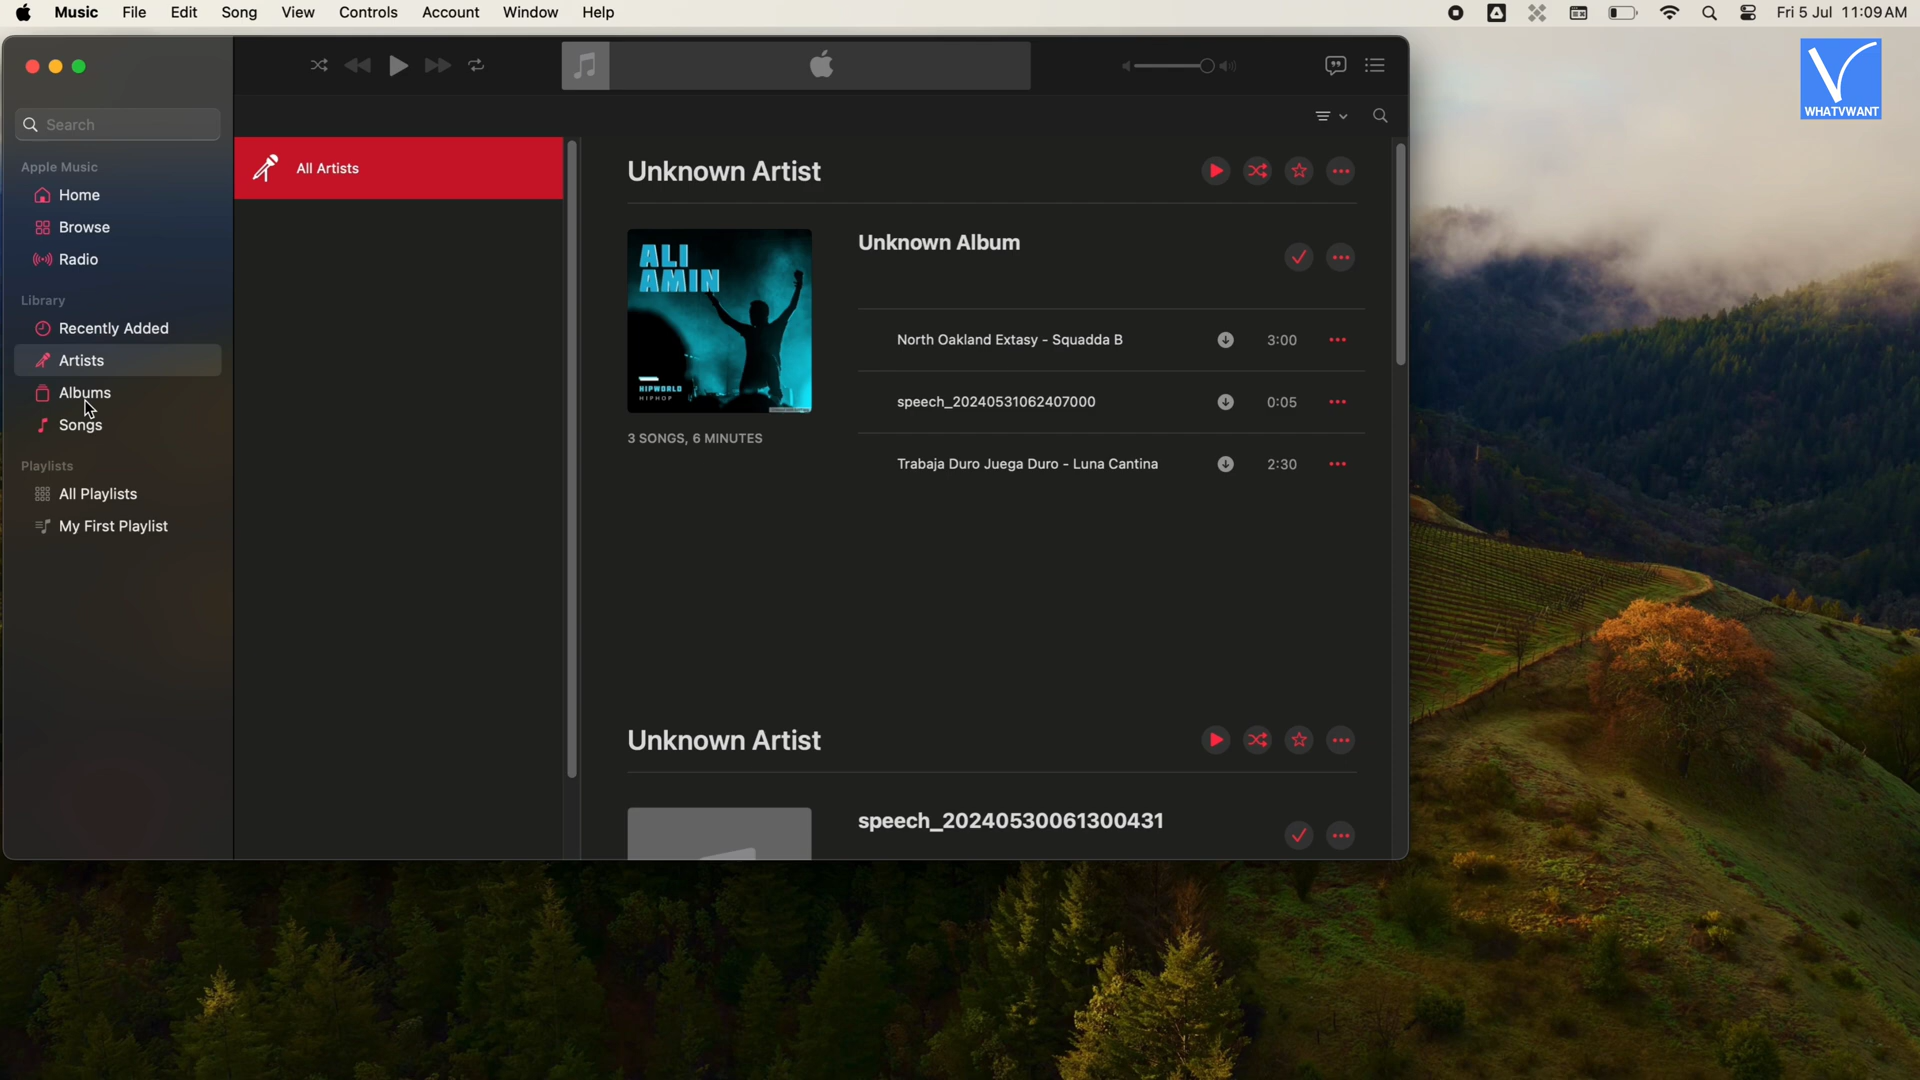 Music File Edit Song View Controls Account Window Help
Fri 5 Jul 11:09 AM
WHATVWANT
Search
Apple Music
Home
Browse
Radio
Library
Recently Added
Artists
Albums
Songs
Playlists
All Playlists
My First Playlist
All Artists
Unknown Artist
ALI
AMIN
HIPWORLD
HIPHOP
3 SONGS, 6 MINUTES
Unknown Album
North Oakland Extasy - Squadda B 3:00
speech_20240531062407000 0:05
Trabaja Duro Juega Duro - Luna Cantina 2:30
Unknown Artist
speech_20240530061300431